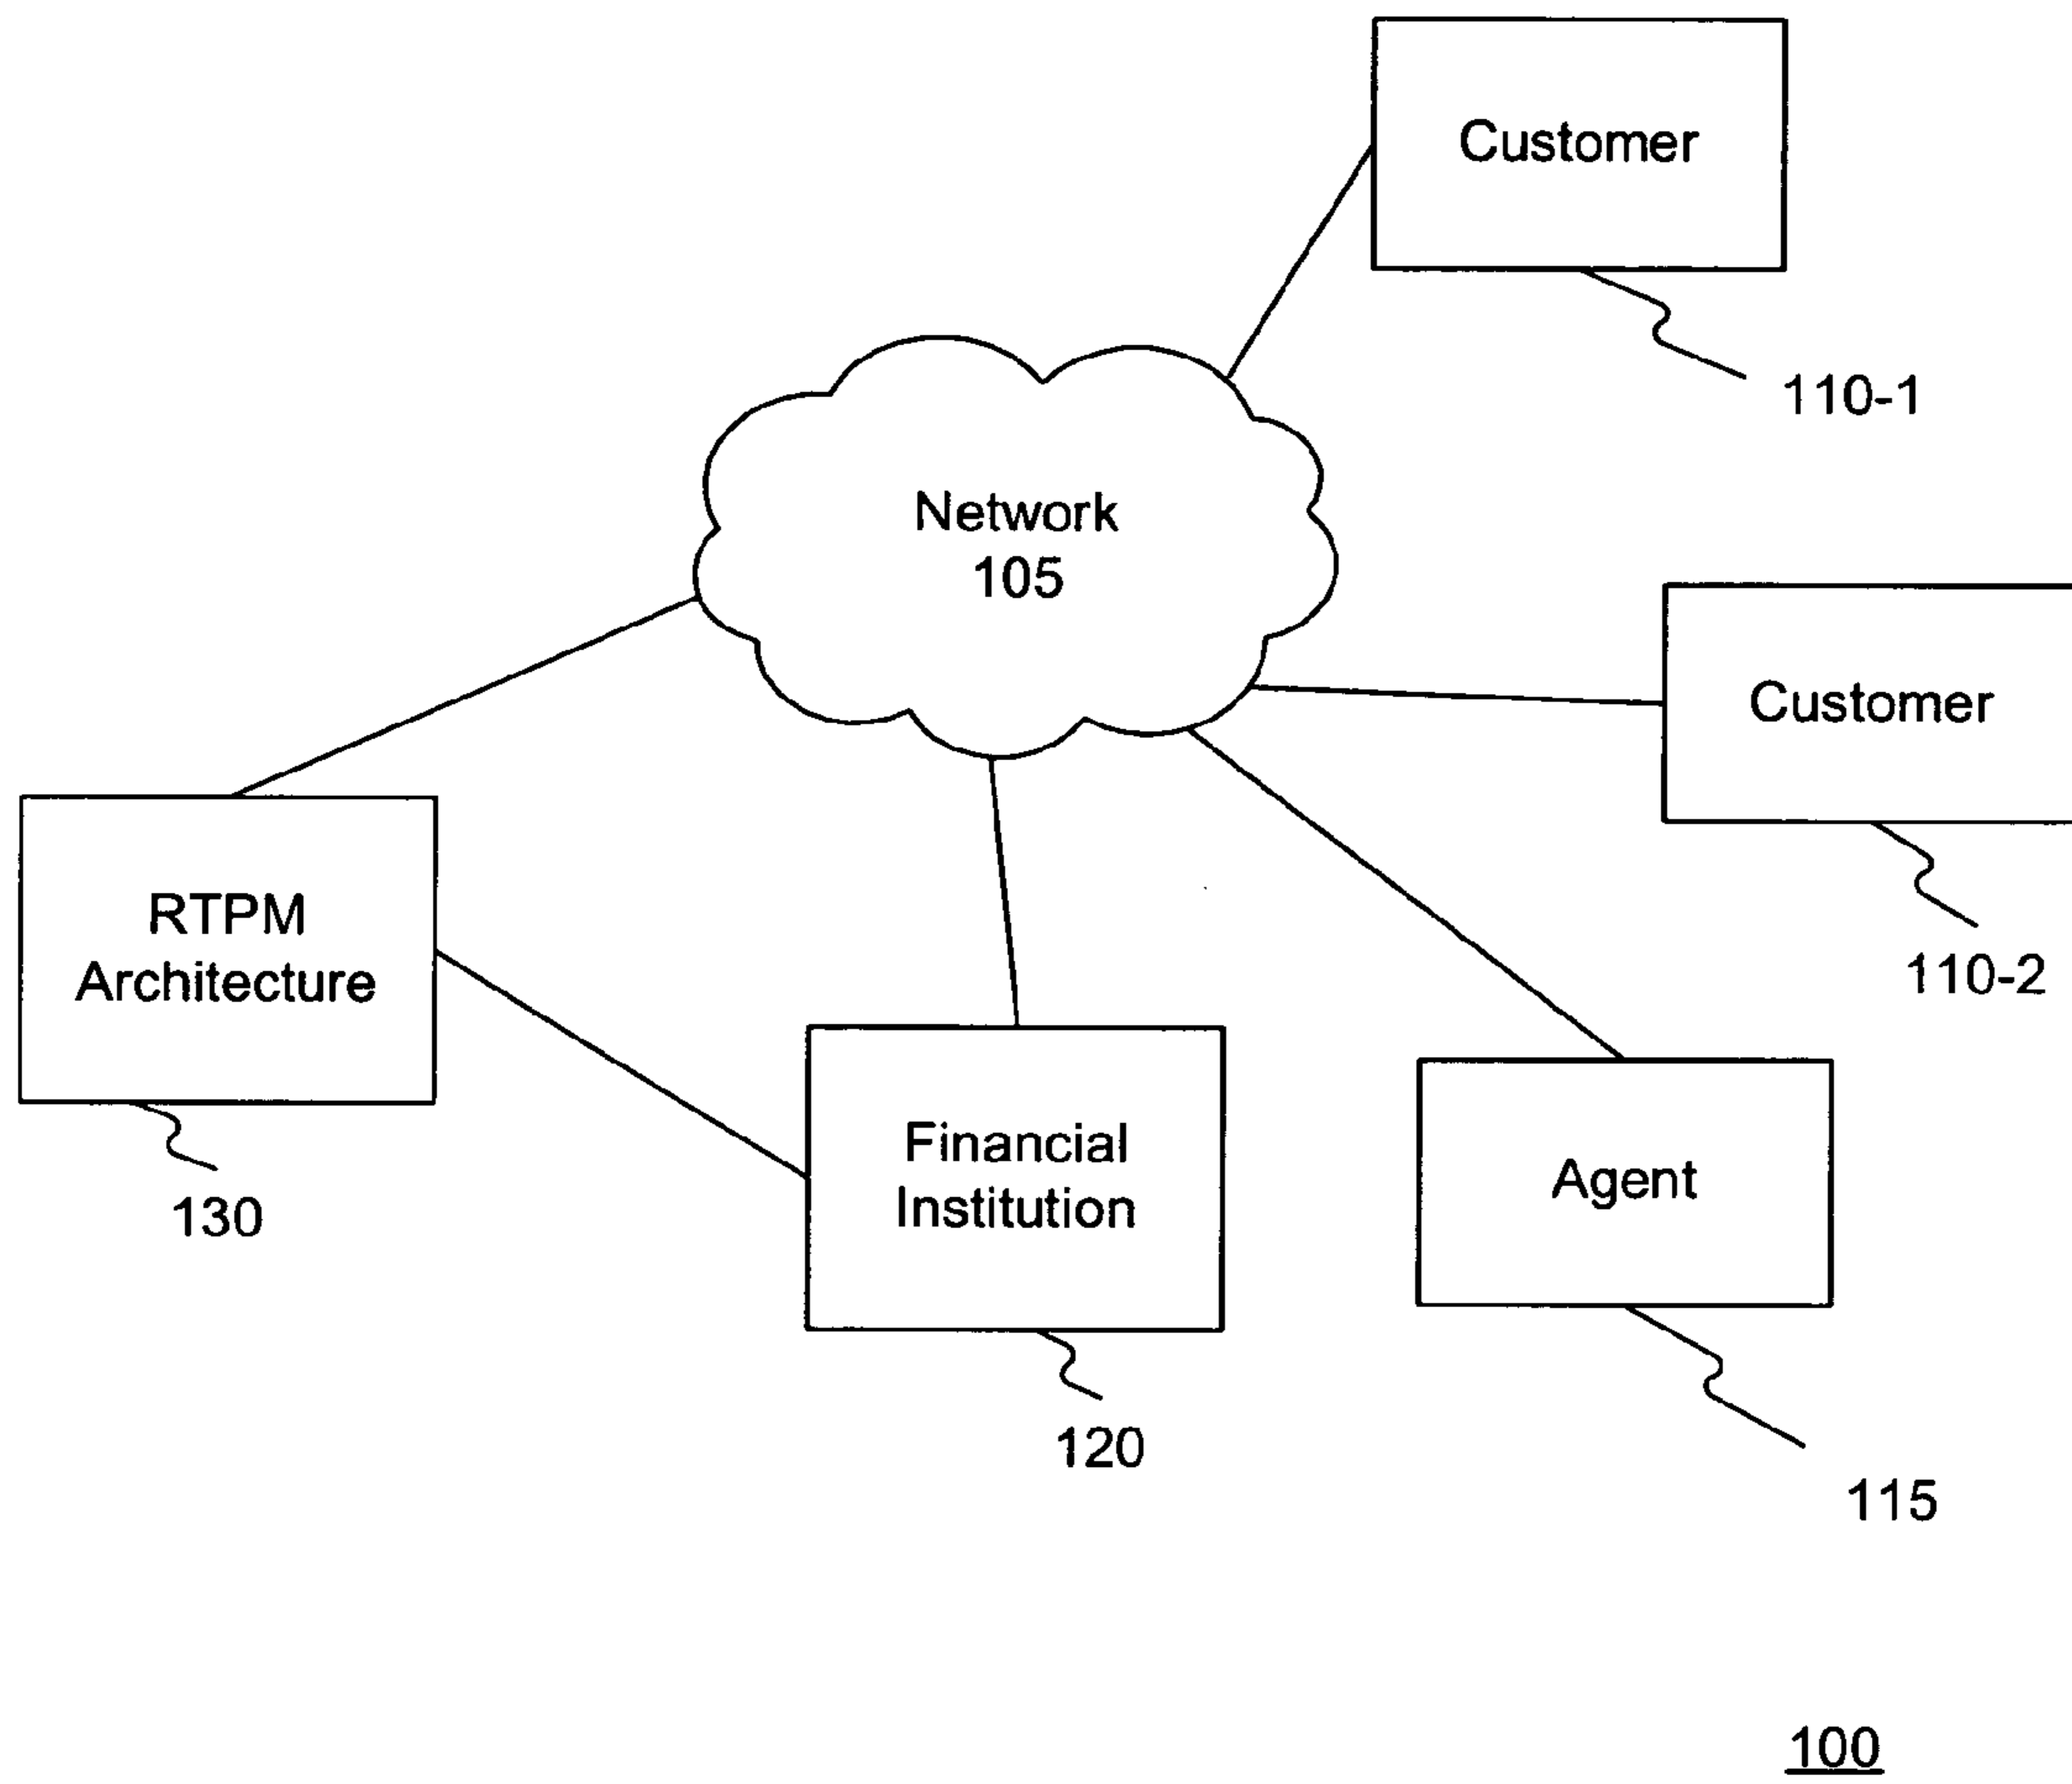 Customer
110-1
Network
105
Customer
110-2
RTPM
Architecture
130
Financial
Institution
120
Agent
115
100